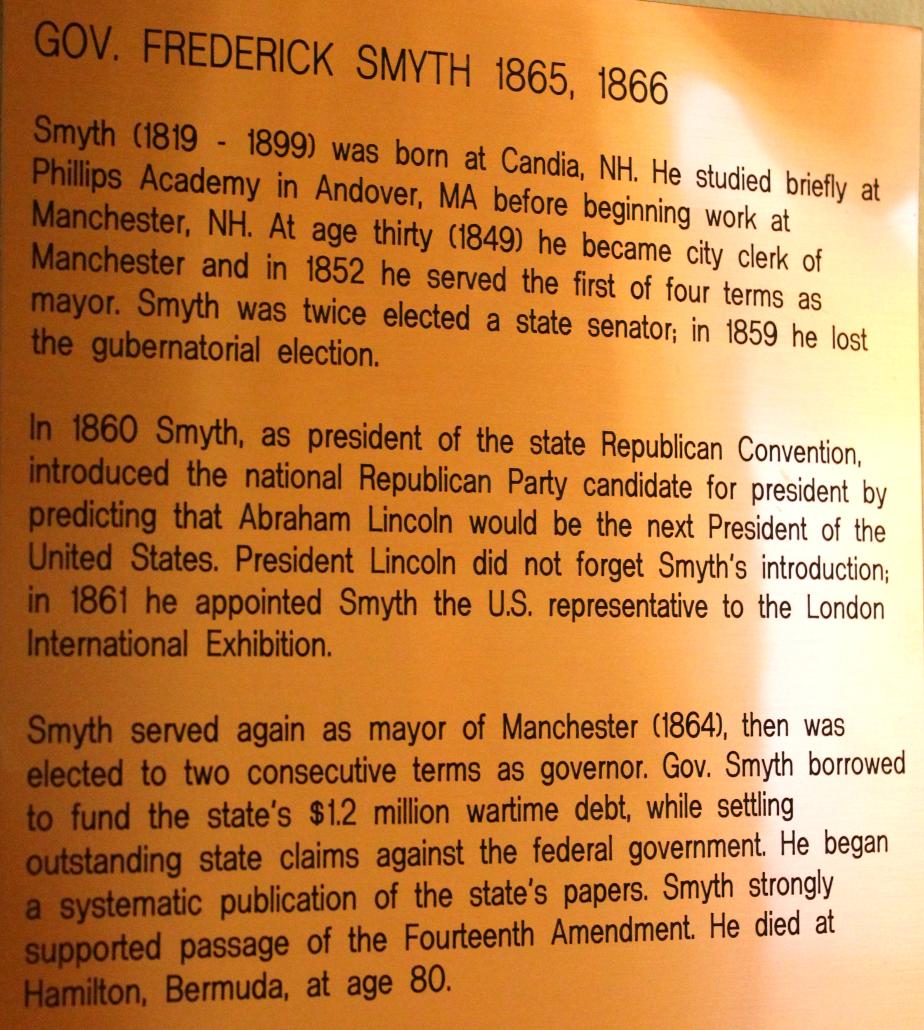 GOV. FREDERICK SMYTH 1865, 1866
Smyth (1819 - 1899) was born at Candia, NH. He studied briefly at
Phillips Academy in Andover, MA before beginning work at
Manchester, NH. At age thirty (1849) he became city clerk of
Manchester and in 1852 he served the first of four terms as
mayor. Smyth was twice elected a state senator; in 1859 he lost
the gubernatorial election.
In 1860 Smyth, as president of the state Republican Convention,
introduced the national Republican Party candidate for president by
predicting that Abraham Lincoln would be the next President of the
United States. President Lincoln did not forget Smyth's introduction;
in 1861 he appointed Smyth the U.S. representative to the London
International Exhibition.
Smyth served again as mayor of Manchester (1864), then was
elected to two consecutive terms as governor. Gov. Smyth borrowed
to fund the state's $1.2 million wartime debt, while settling
outstanding state claims against the federal government. He began
a systematic publication of the state's papers. Smyth strongly
supported passage of the Fourteenth Amendment. He died at
Hamilton, Bermuda, at age 80.